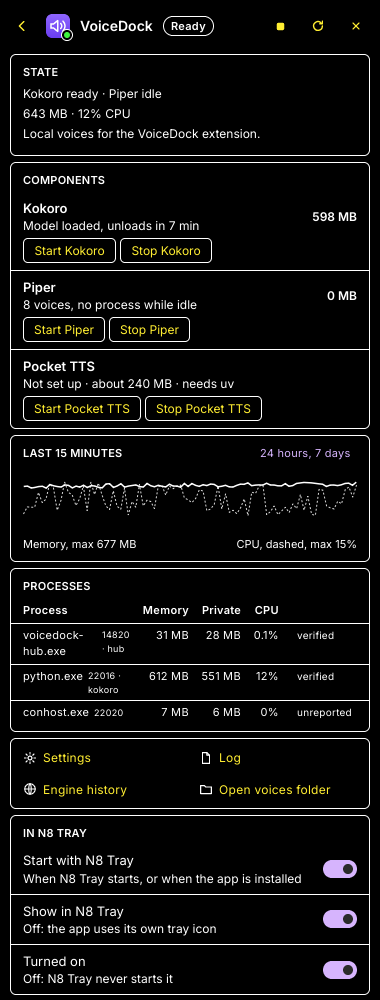 VoiceDock Ready
STATE
Kokoro ready · Piper idle
643 MB · 12% CPU
Local voices for the VoiceDock extension.
COMPONENTS
Kokoro
Model loaded, unloads in 7 min
598 MB
Start Kokoro Stop Kokoro
Piper
8 voices, no process while idle
0 MB
Start Piper Stop Piper
Pocket TTS
Not set up · about 240 MB · needs uv
Start Pocket TTS Stop Pocket TTS
LAST 15 MINUTES 24 hours, 7 days
Memory, max 677 MB CPU, dashed, max 15%
PROCESSES
Process Memory Private CPU
voicedock-hub.exe 14820 · hub 31 MB 28 MB 0.1% verified
python.exe 22016 · kokoro 612 MB 551 MB 12% verified
conhost.exe 22020 7 MB 6 MB 0% unreported
Settings Log
Engine history Open voices folder
IN N8 TRAY
Start with N8 Tray
When N8 Tray starts, or when the app is installed
Show in N8 Tray
Off: the app uses its own tray icon
Turned on
Off: N8 Tray never starts it